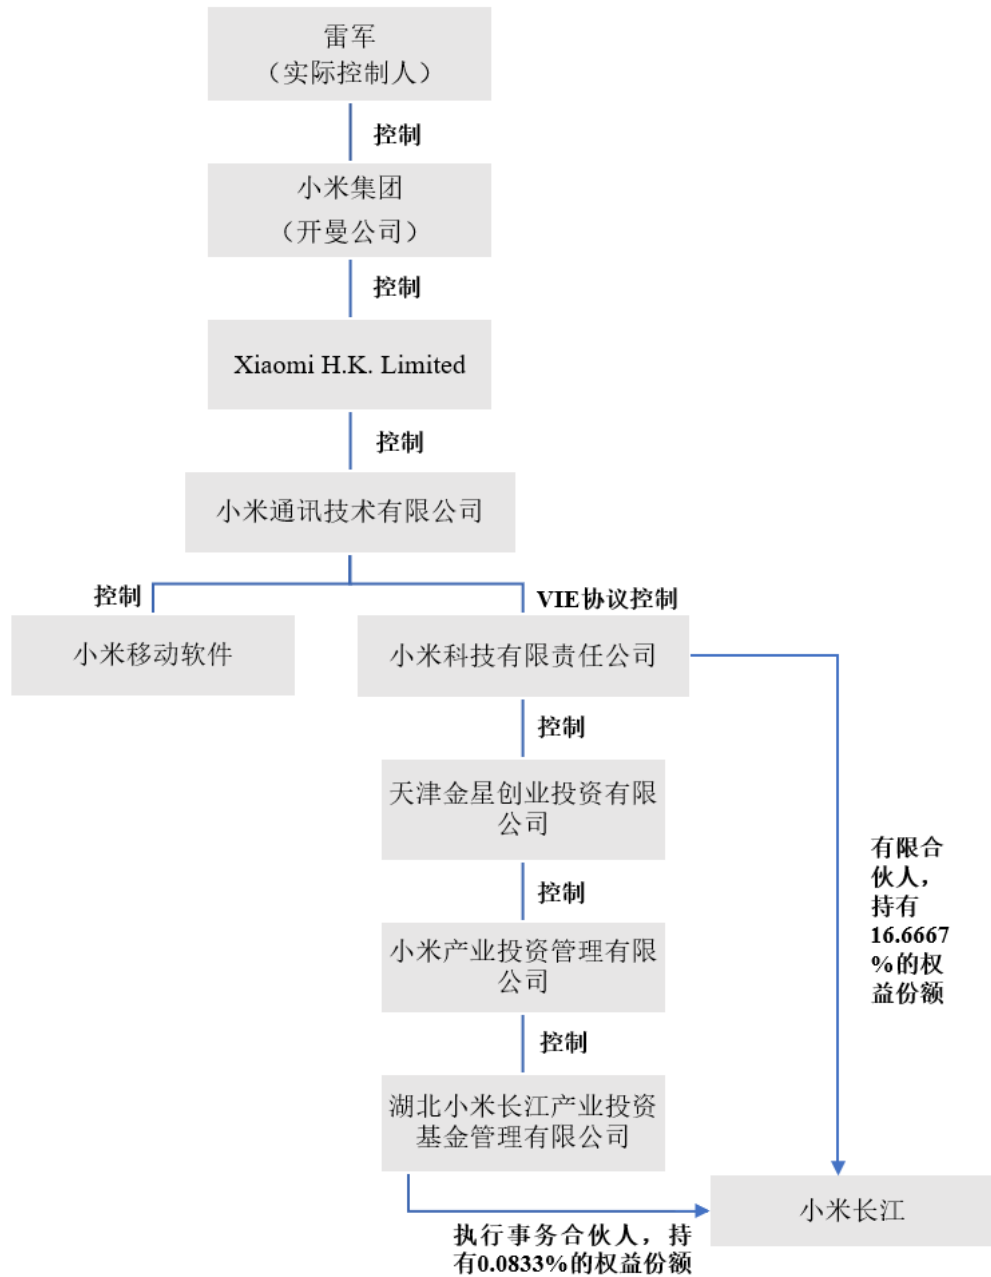 雷军
（实际控制人）
控制
小米集团
（开曼公司）
控制
Xiaomi H.K. Limited
控制
小米通讯技术有限公司
控制
VIE协议控制
小米移动软件
小米科技有限责任公司
控制
天津金星创业投资有限
公司
控制
小米产业投资管理有限
公司
控制
湖北小米长江产业投资
基金管理有限公司
有限合
伙人，
持有
16.6667
%的权
益份额
小米长江
执行事务合伙人，持
有0.0833%的权益份额